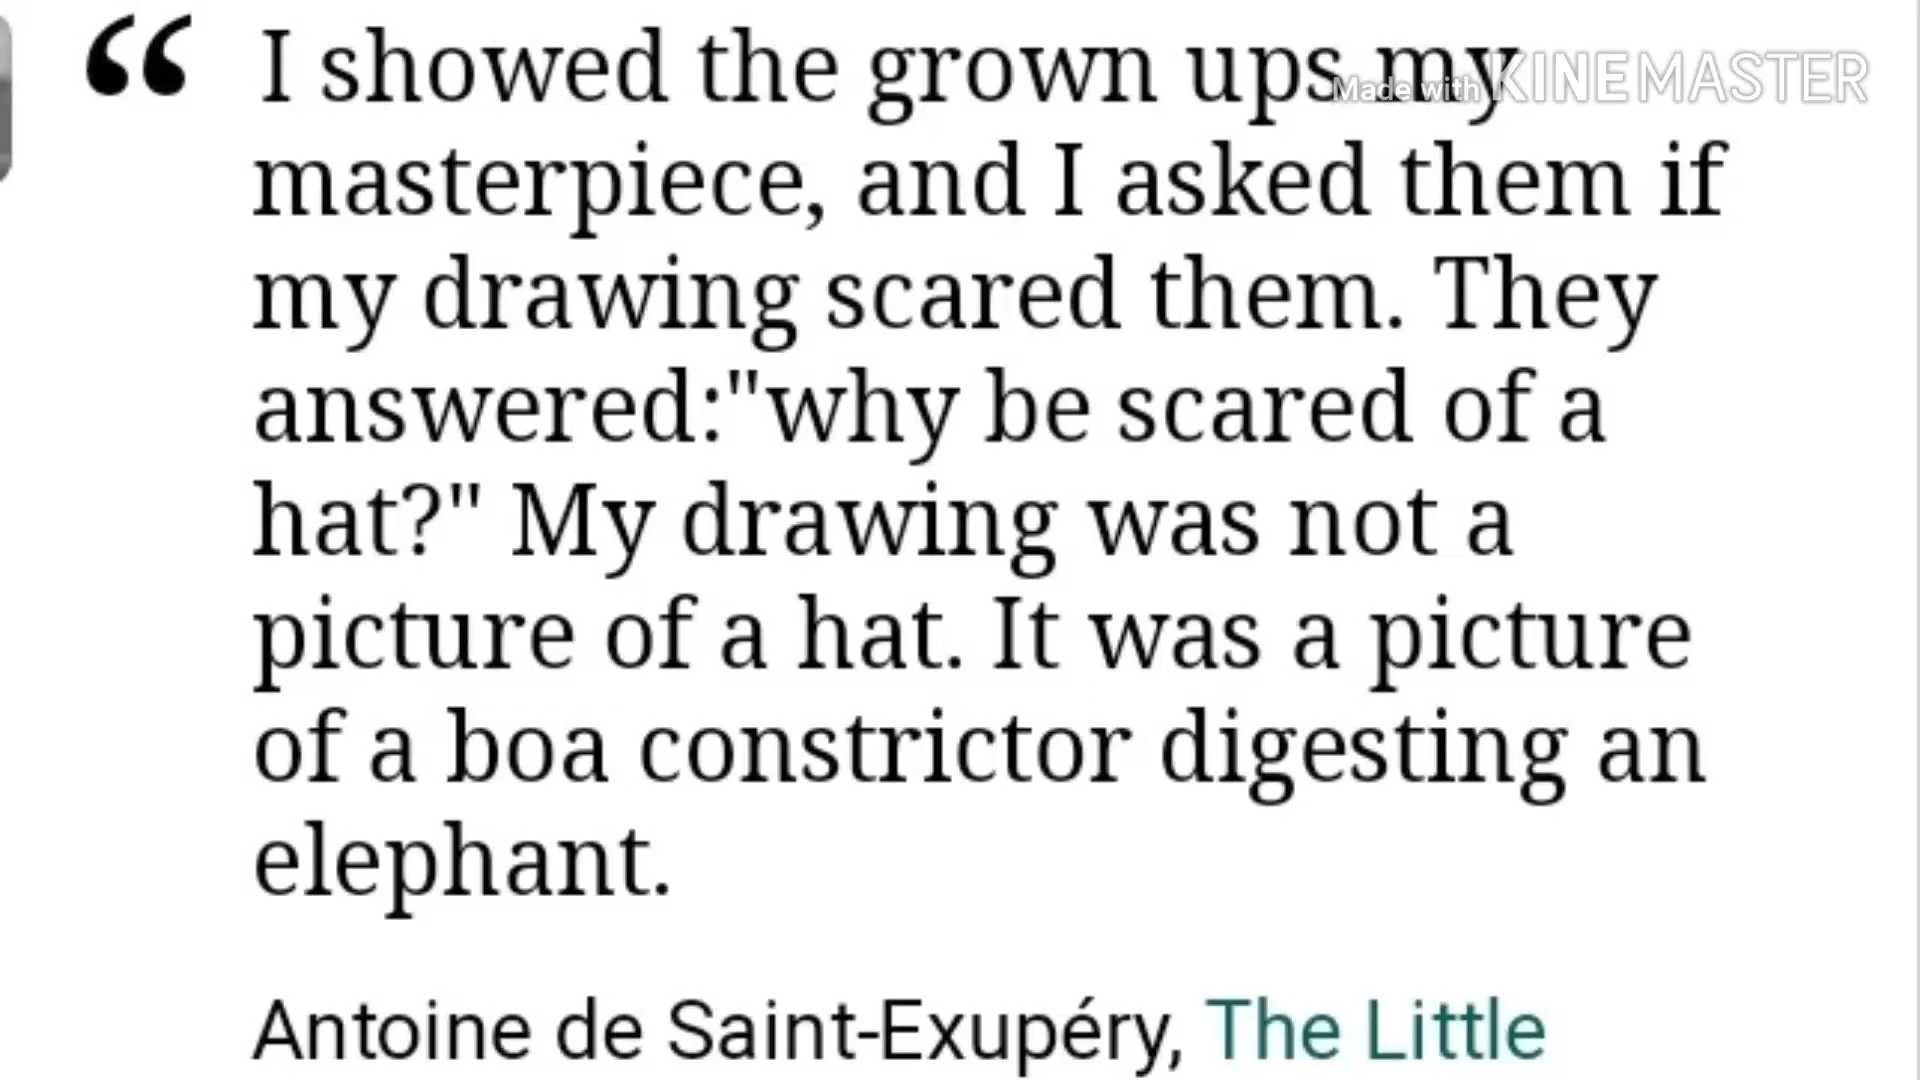 “ I showed the grown ups my
Made with KINEMASTER
masterpiece, and I asked them if
my drawing scared them. They
answered:"why be scared of a
hat?" My drawing was not a
picture of a hat. It was a picture
of a boa constrictor digesting an
elephant.
Antoine de Saint-Exupéry, The Little